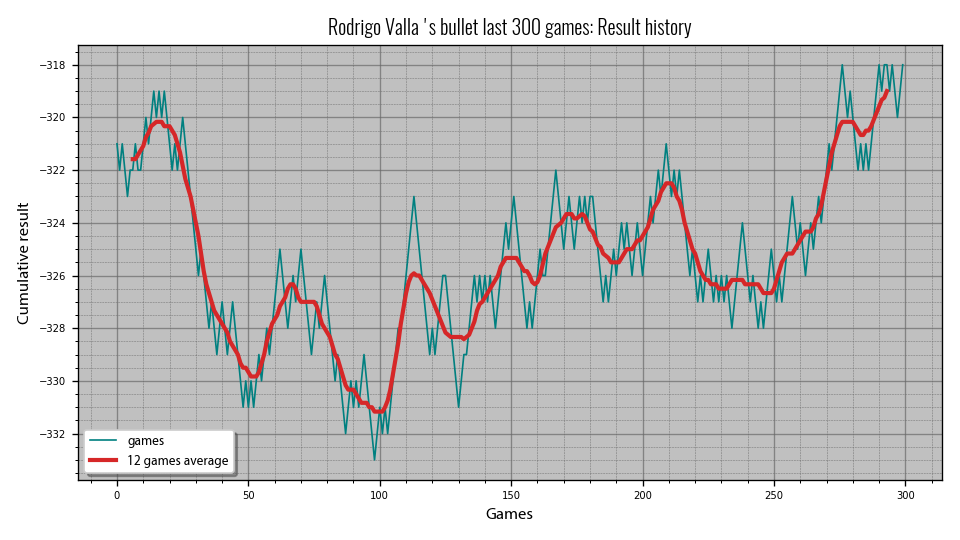 Rodrigo Valla 's bullet last 300 games: Result history
Cumulative result
−318
−320
−322
−324
−326
−328
−330
−332
games
12 games average
0 50 100 150 200 250 300
Games